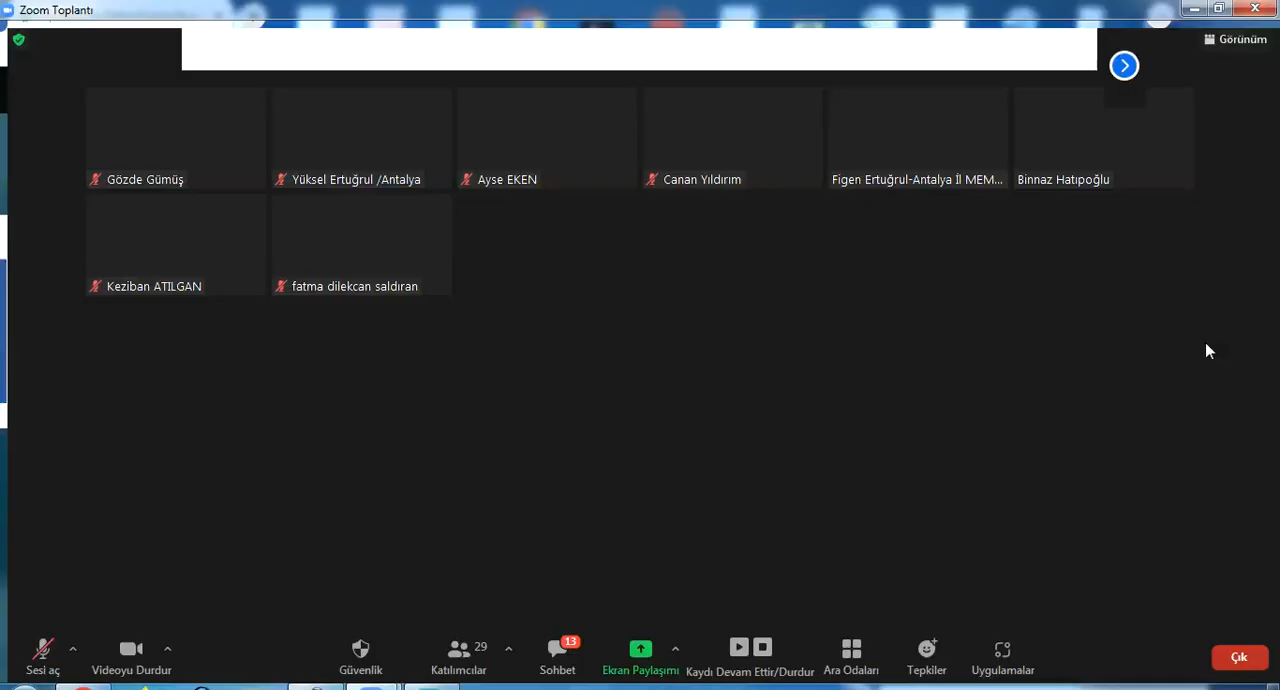 Zoom Toplantı
Görünüm
Gözde Gümüş
Yüksel Ertuğrul /Antalya
Ayse EKEN
Canan Yıldırım
Figen Ertuğrul-Antalya İl MEM...
Binnaz Hatıpoğlu
Keziban ATILGAN
fatma dilekcan saldıran
29
13
Sesi aç
Videoyu Durdur
Güvenlik
Katılımcılar
Sohbet
Ekran Paylaşımı
Kaydı Devam Ettir/Durdur
Ara Odaları
Tepkiler
Uygulamalar
Çık